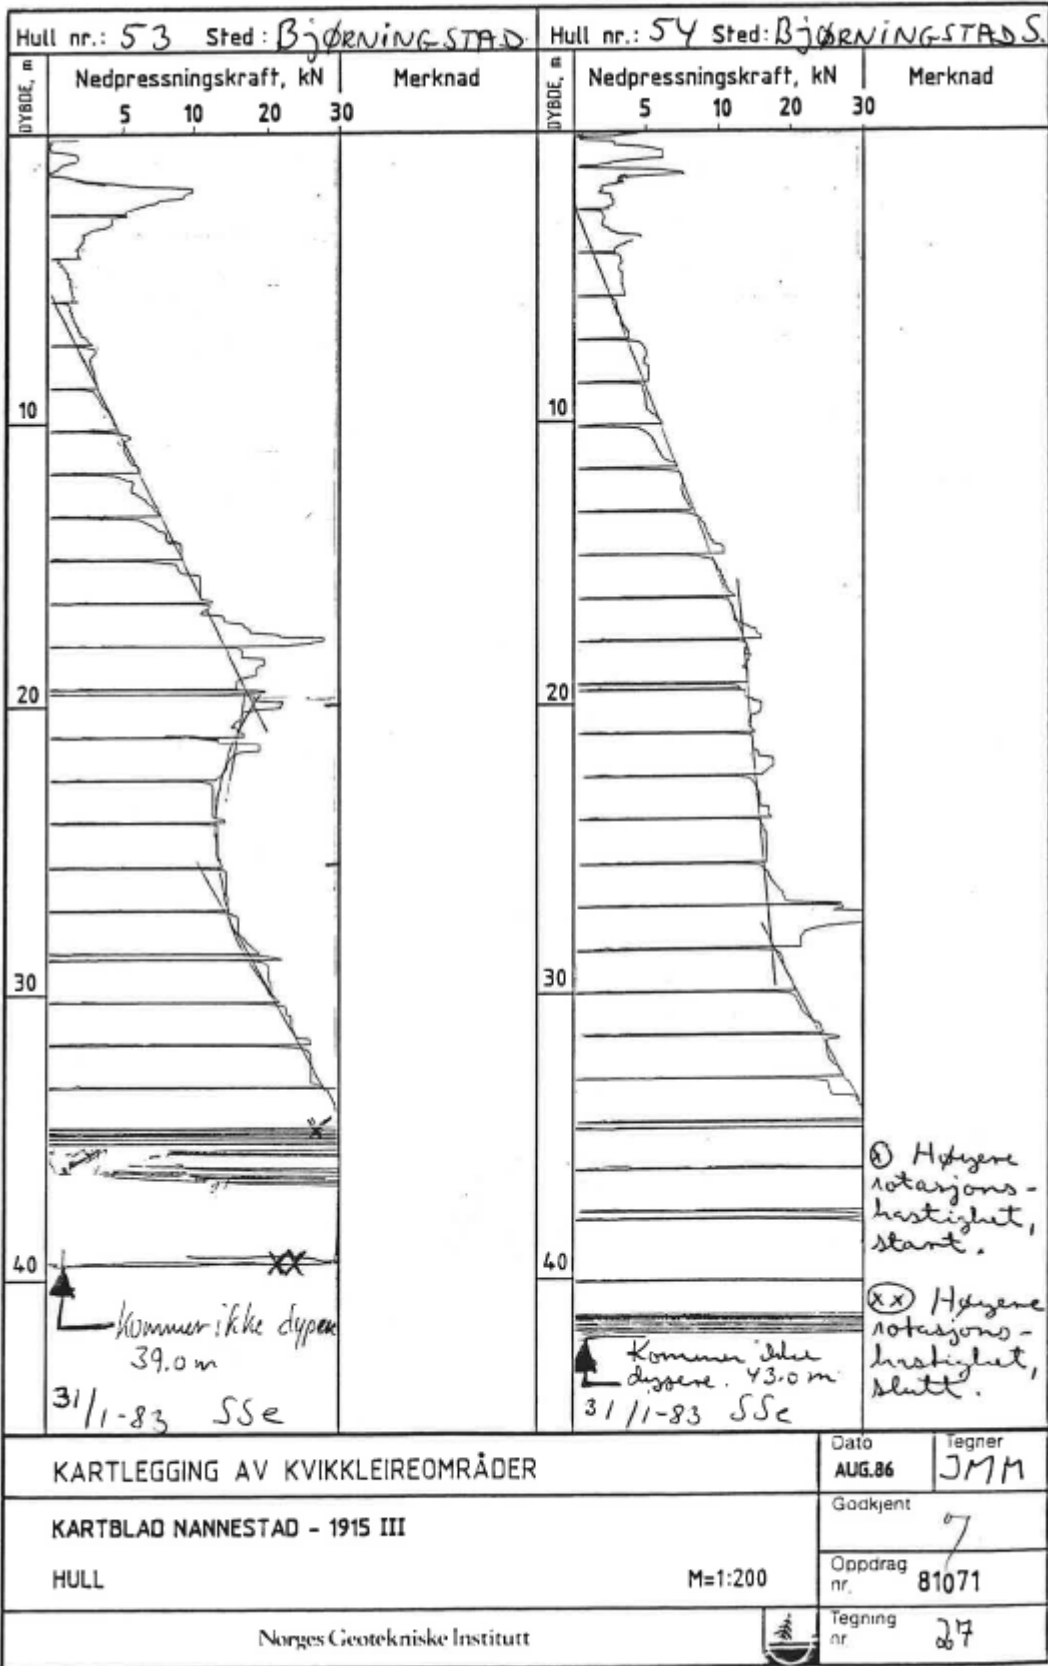 Hull nr.: 53 Sted: BJØRNINGSTAD
DYBDE, m
Nedpressningskraft, kN
Merknad
5 10 20 30
10
20
30
40
X
XX
Kommer ikke dypere
39.0 m
31/1-83 SSe
Hull nr.: 54 Sted: BJØRNINGSTAD S.
DYBDE, m
Nedpressningskraft, kN
Merknad
5 10 20 30
10
20
30
40
Kommer ikke
dypere. 43.0 m
31/1-83 SSe
(x) Høyere
rotasjons-
hastighet,
start.
(xx) Høyere
rotasjons-
hastighet,
slutt.
KARTLEGGING AV KVIKKLEIREOMRÅDER
Dato
AUG.86
Tegner
JMM
KARTBLAD NANNESTAD - 1915 III
HULL
M=1:200
Godkjent
Oppdrag
nr. 81071
Norges Geotekniske Institutt
Tegning
nr. 27